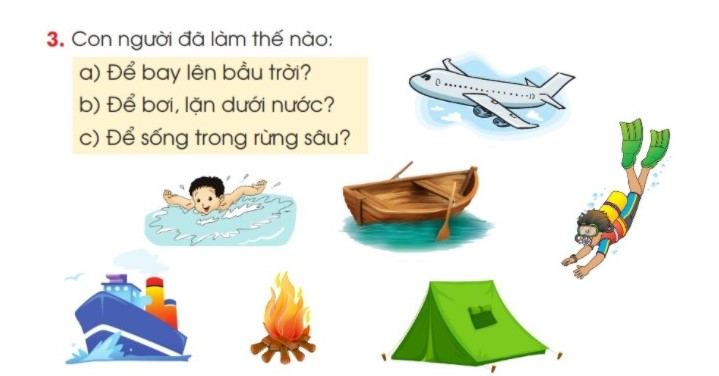 3. Con người đã làm thế nào:
a) Để bay lên bầu trời?
b) Để bơi, lặn dưới nước?
c) Để sống trong rừng sâu?